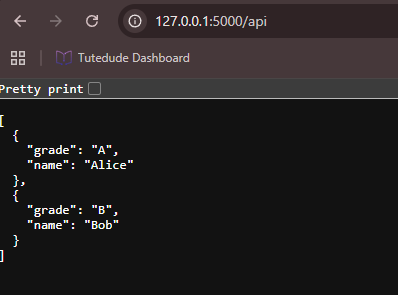 127.0.0.1:5000/api
Tutedude Dashboard
Pretty print
[
  {
    "grade": "A",
    "name": "Alice"
  },
  {
    "grade": "B",
    "name": "Bob"
  }
]